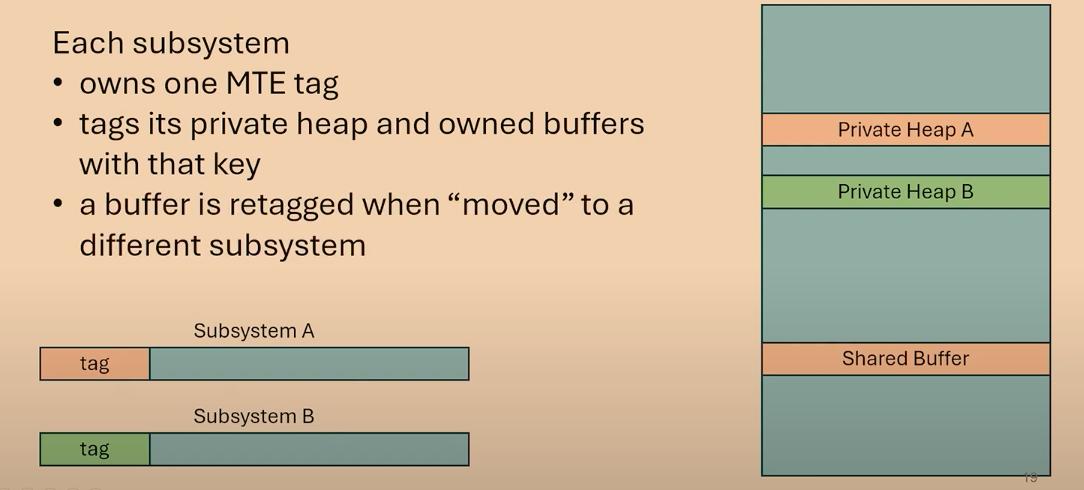 Each subsystem
• owns one MTE tag
• tags its private heap and owned buffers
with that key
• a buffer is retagged when “moved” to a
different subsystem
Subsystem A
tag
Subsystem B
tag
Private Heap A
Private Heap B
Shared Buffer
19